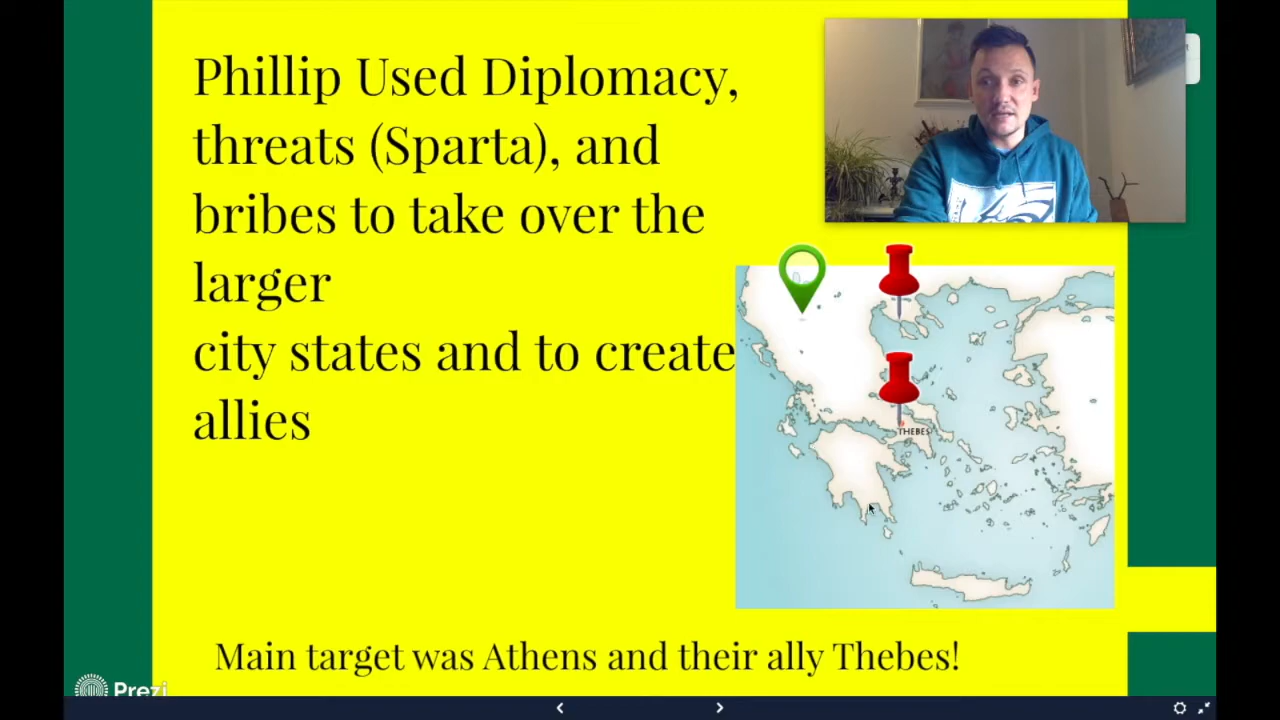 Phillip Used Diplomacy,
threats (Sparta), and
bribes to take over the
larger
city states and to create
allies
THEBES
Main target was Athens and their ally Thebes!
Prezi